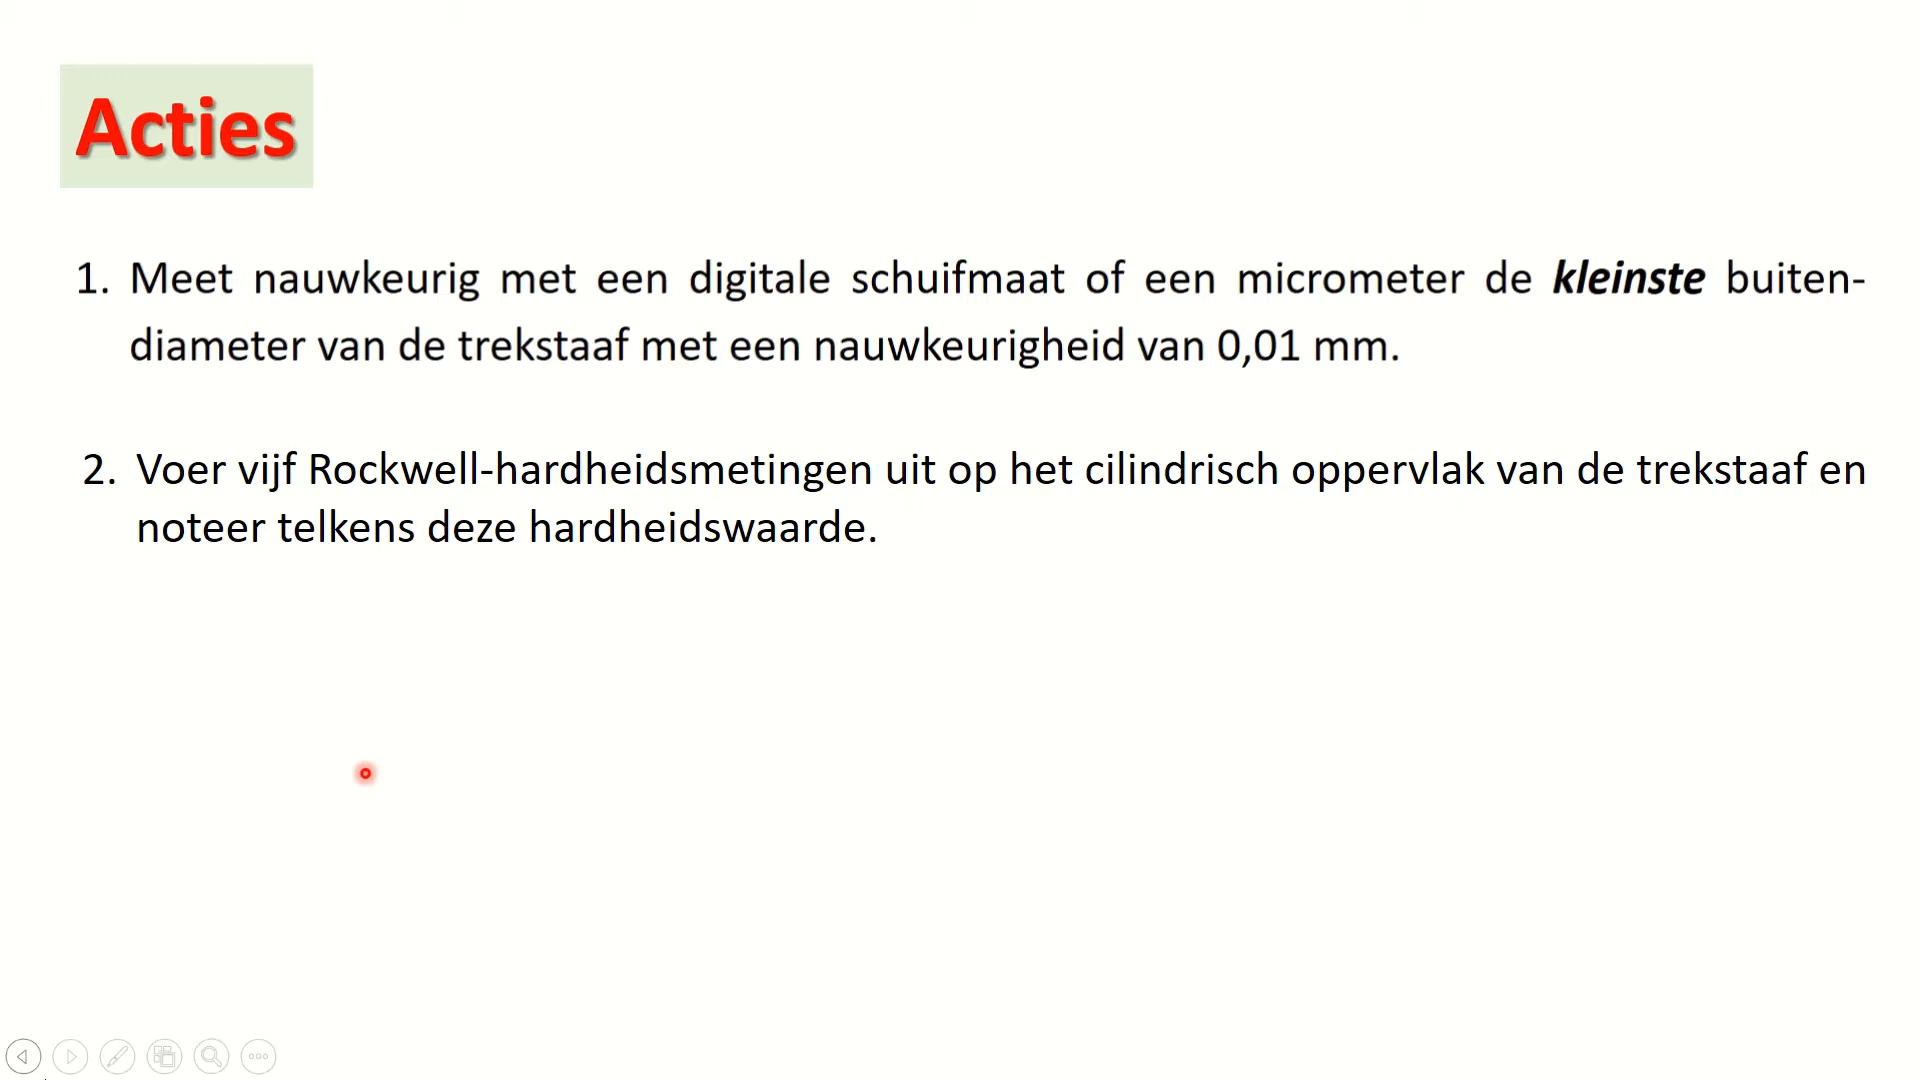 Acties
1. Meet nauwkeurig met een digitale schuifmaat of een micrometer de kleinste buiten-
diameter van de trekstaaf met een nauwkeurigheid van 0,01 mm.
2. Voer vijf Rockwell-hardheidsmetingen uit op het cilindrisch oppervlak van de trekstaaf en
noteer telkens deze hardheidswaarde.